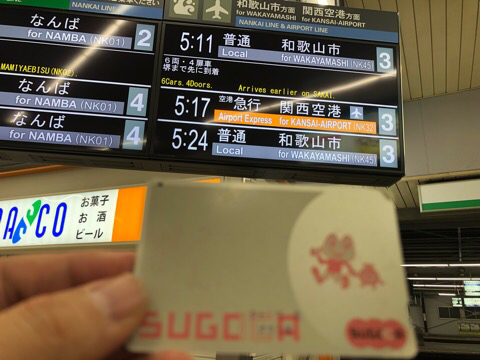 なんば
NANKAI LINE
和歌山市方面
for WAKAYAMASHI
関西空港方面
for KANSAI-AIRPORT
NANKAI LINE & AIRPORT LINE
なんば
for NAMBA (NK01)
2
なんば
for NAMBA (NK01)
4
なんば
for NAMBA (NK01)
4
5:11 普通 和歌山市 3
Local for WAKAYAMASHI (NK45)
6両・4扉車
堺まで先に到着
6Cars. 4Doors. Arrives earlier on SAKAI.
5:17 空港急行 関西空港 3
Airport Express for KANSAI-AIRPORT (NK32)
5:24 普通 和歌山市 3
Local for WAKAYAMASHI (NK45)
お菓子
お酒
ビール
SUGOCA